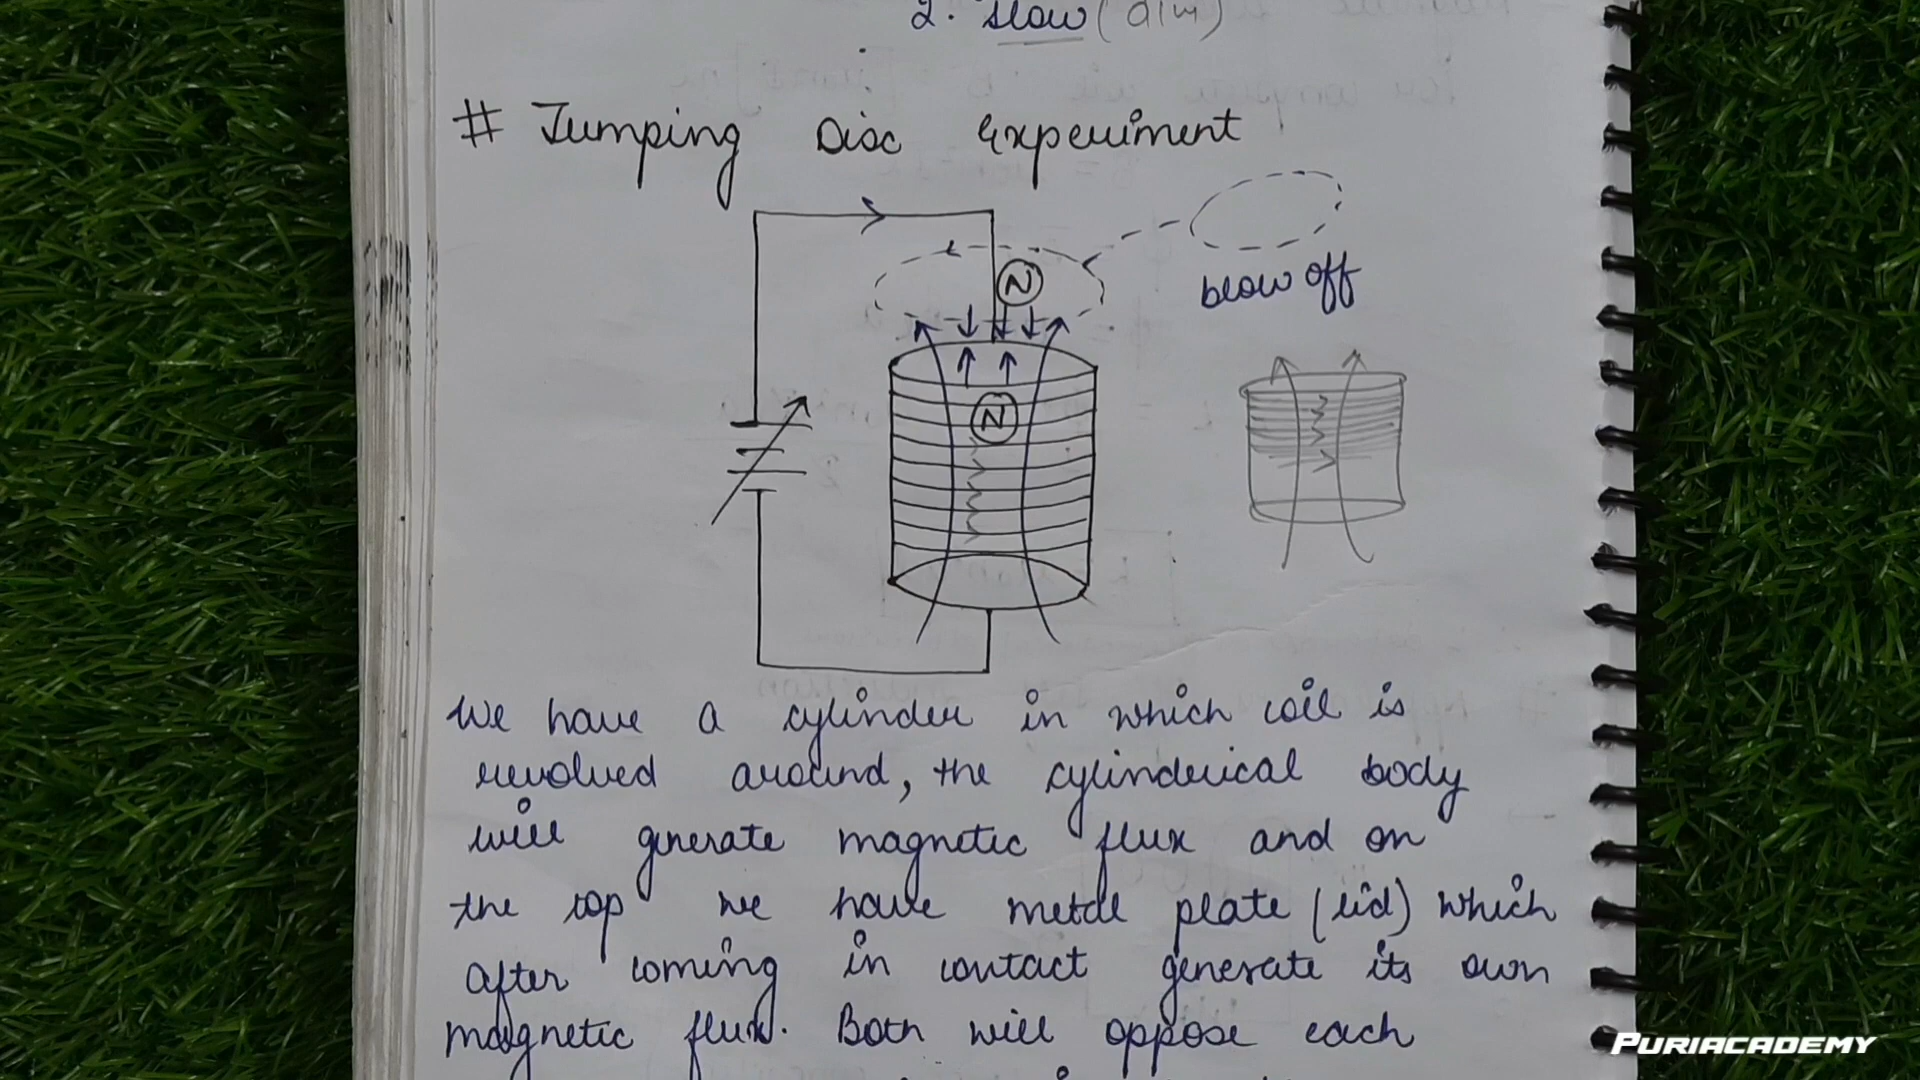 2. slow (dim)
# Jumping Disc Experiment
N
blow off
N
We have a cylinder in which coil is
revolved around, the cylinderical body
will generate magnetic flux and on
the top we have metal plate (lid) which
after coming in contact generate its own
magnetic flux. Both will oppose each
PURIACADEMY